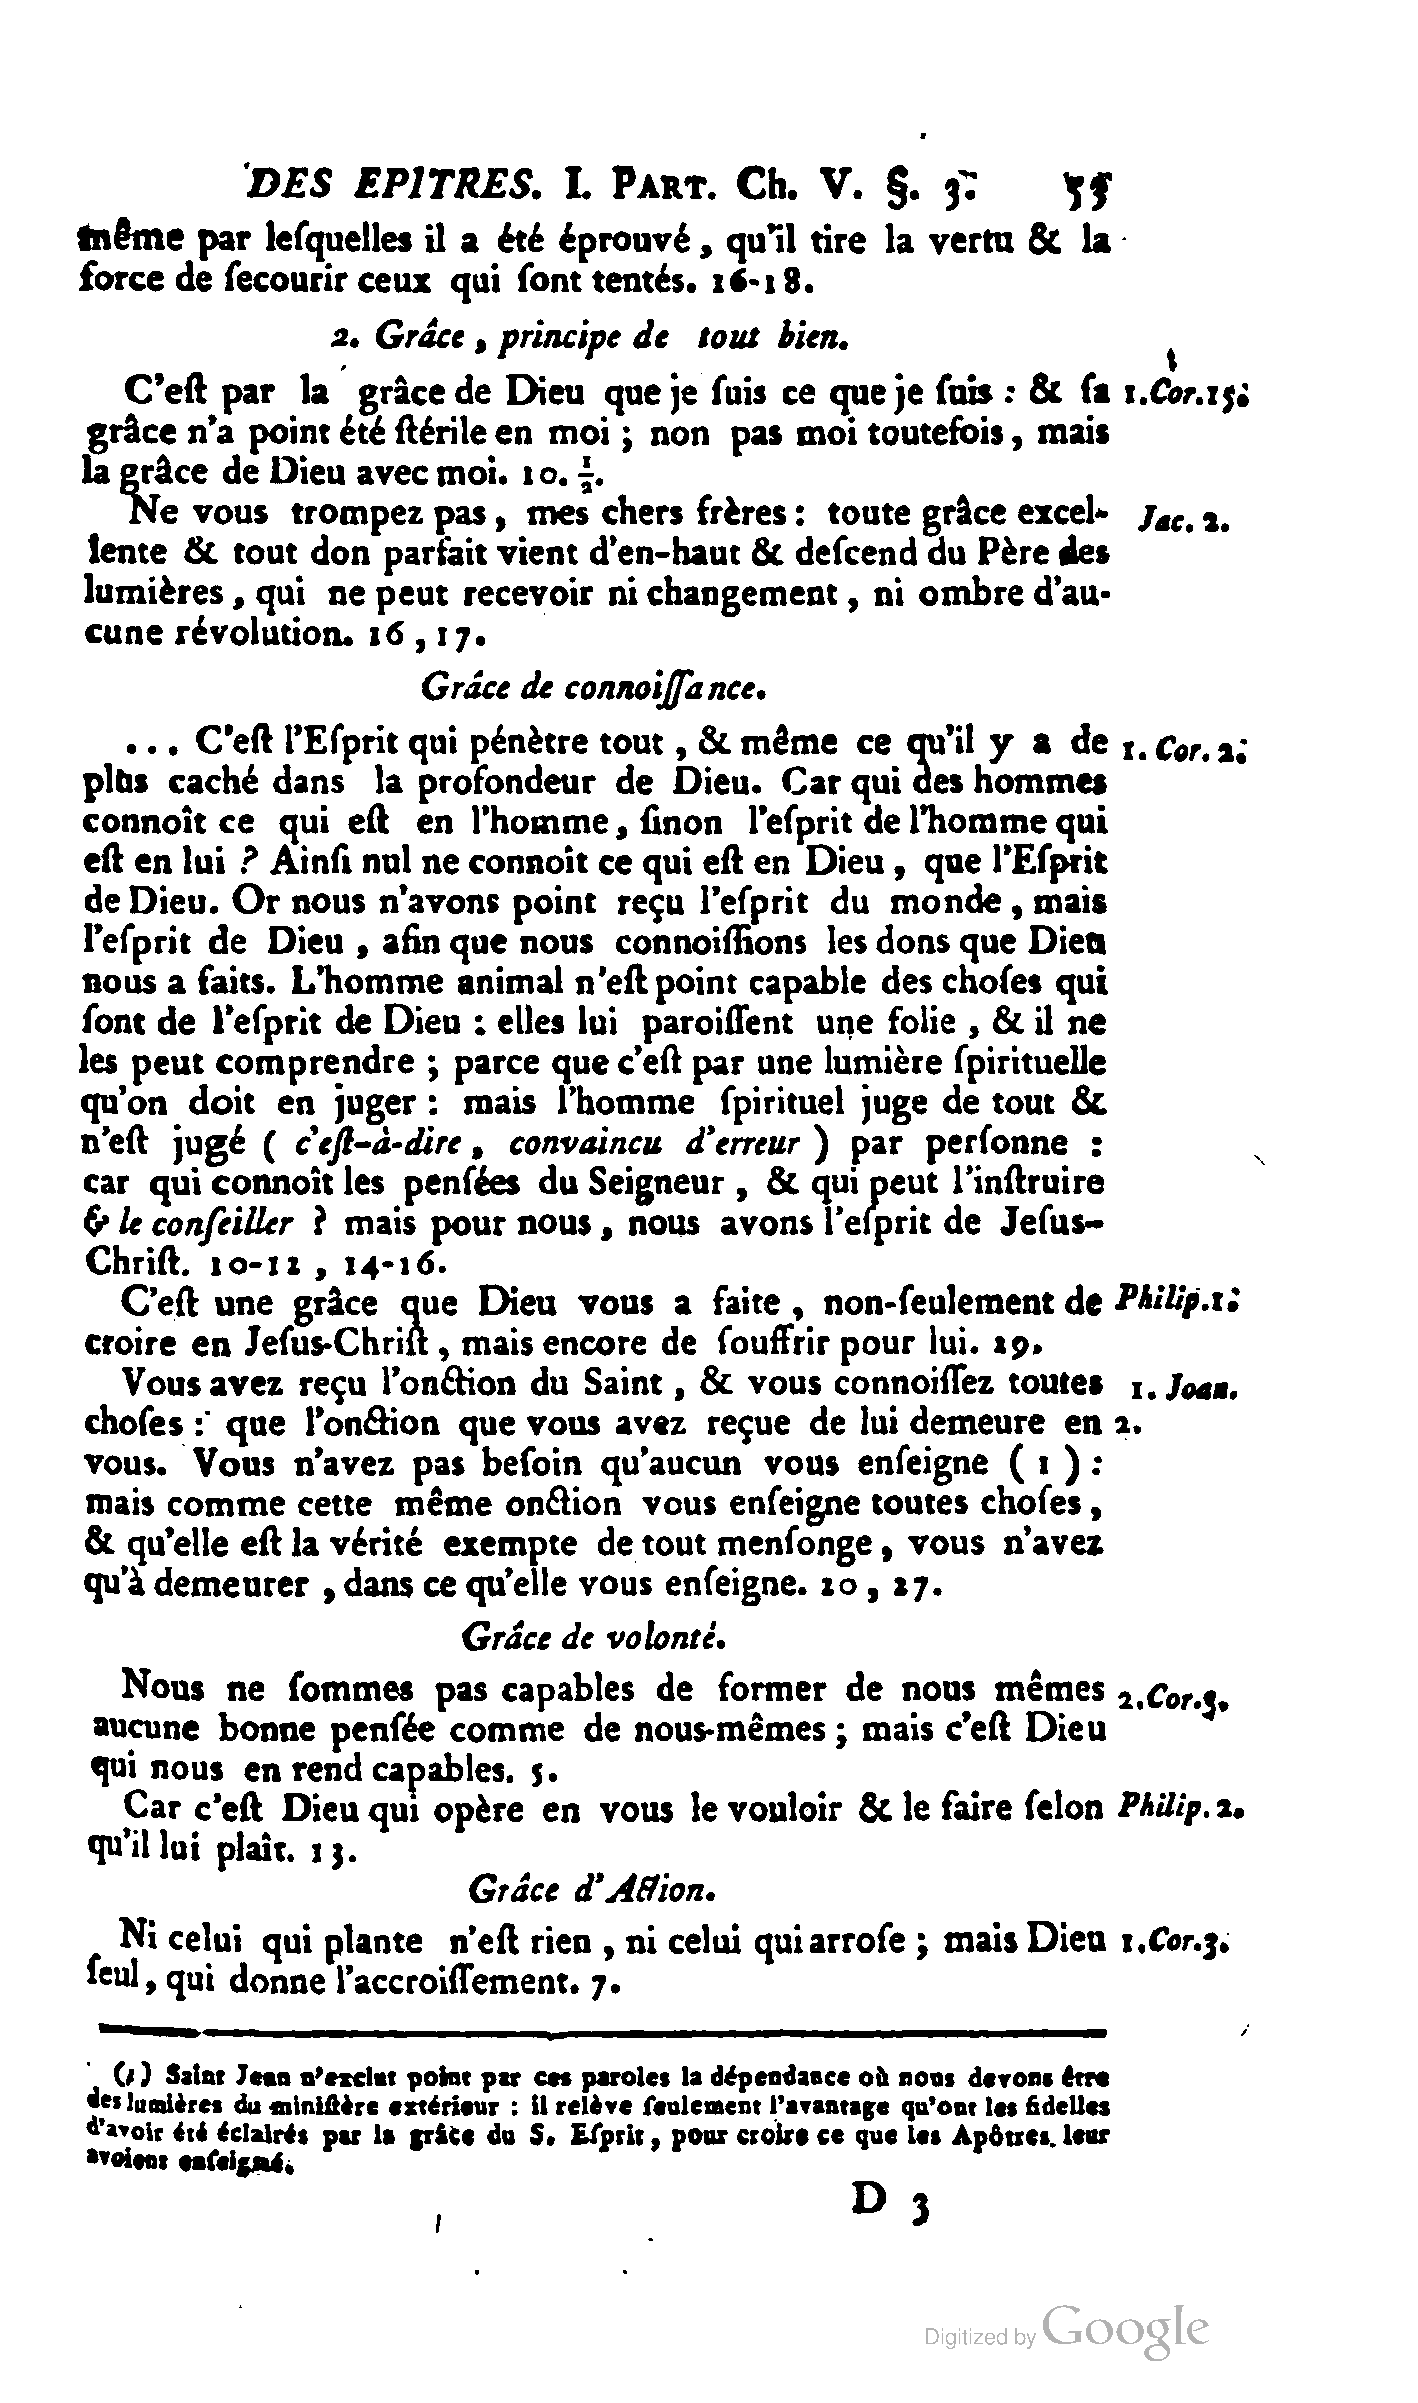 DES EPITRES. I. PART. Ch. V. §. 3. 55
même par leſquelles il a été éprouvé, qu'il tire la vertu & la
force de ſecourir ceux qui ſont tentés. 16-18.
2. Grâce, principe de tout bien.
C'eſt par la grâce de Dieu que je ſuis ce que je ſuis : & ſa 1.Cor.15.
grâce n'a point été ſtérile en moi ; non pas moi toutefois, mais
la grâce de Dieu avec moi. 10. ½.
Ne vous trompez pas, mes chers frères : toute grâce excel- Jac. 2.
lente & tout don parfait vient d'en-haut & deſcend du Père des
lumières, qui ne peut recevoir ni changement, ni ombre d'au-
cune révolution. 16, 17.
Grâce de connoiſſance.
... C'eſt l'Eſprit qui pénètre tout, & même ce qu'il y a de 1. Cor. 2.
plus caché dans la profondeur de Dieu. Car qui des hommes
connoît ce qui eſt en l'homme, ſinon l'eſprit de l'homme qui
eſt en lui ? Ainſi nul ne connoît ce qui eſt en Dieu, que l'Eſprit
de Dieu. Or nous n'avons point reçu l'eſprit du monde, mais
l'eſprit de Dieu, afin que nous connoiſſions les dons que Dieu
nous a faits. L'homme animal n'eſt point capable des choſes qui
ſont de l'eſprit de Dieu : elles lui paroiſſent une folie, & il ne
les peut comprendre ; parce que c'eſt par une lumière ſpirituelle
qu'on doit en juger : mais l'homme ſpirituel juge de tout &
n'eſt jugé ( c'eſt-à-dire, convaincu d'erreur ) par perſonne :
car qui connoît les penſées du Seigneur, & qui peut l'inſtruire
& le conſeiller ? mais pour nous, nous avons l'eſprit de Jeſus-
Chriſt. 10-12, 14-16.
C'eſt une grâce que Dieu vous a faite, non-ſeulement de Philip.1.
croire en Jeſus-Chriſt, mais encore de ſouffrir pour lui. 29.
Vous avez reçu l'onction du Saint, & vous connoiſſez toutes 1. Joan.
choſes : que l'onction que vous avez reçue de lui demeure en 2.
vous. Vous n'avez pas beſoin qu'aucun vous enſeigne ( 1 ) :
mais comme cette même onction vous enſeigne toutes choſes,
& qu'elle eſt la vérité exempte de tout menſonge, vous n'avez
qu'à demeurer, dans ce qu'elle vous enſeigne. 20, 27.
Grâce de volonté.
Nous ne ſommes pas capables de former de nous mêmes 2.Cor.3.
aucune bonne penſée comme de nous-mêmes ; mais c'eſt Dieu
qui nous en rend capables. 5.
Car c'eſt Dieu qui opère en vous le vouloir & le faire ſelon Philip. 2.
qu'il lui plaît. 13.
Grâce d'Action.
Ni celui qui plante n'eſt rien, ni celui qui arroſe ; mais Dieu 1.Cor.3.
ſeul, qui donne l'accroiſſement. 7.
(1) Saint Jean n'exclut point par ces paroles la dépendance où nous devons être
des lumières du miniſtère extérieur : il relève ſeulement l'avantage qu'ont les fidelles
d'avoir été éclairés par la grâce du S. Eſprit, pour croire ce que les Apôtres leur
avoient enſeigné.
D 3
Digitized by Google